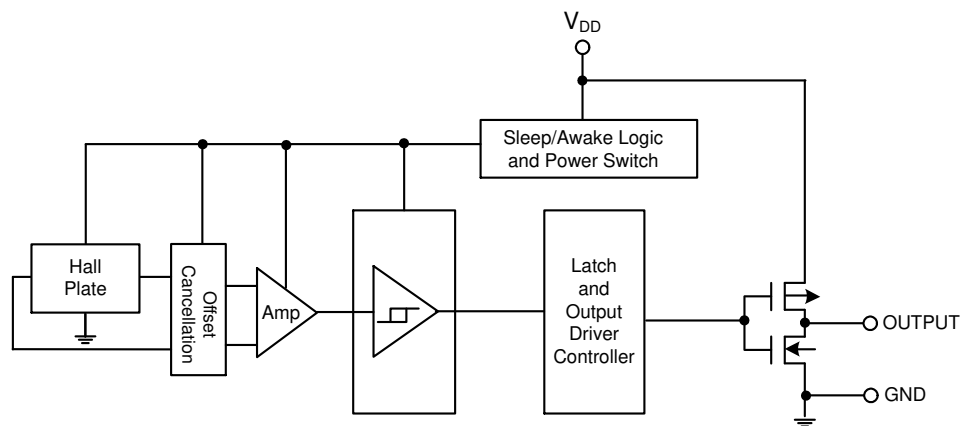 VDD
Sleep/Awake Logic
and Power Switch
Hall
Plate
Offset
Cancellation
Amp
Latch
and
Output
Driver
Controller
OUTPUT
GND